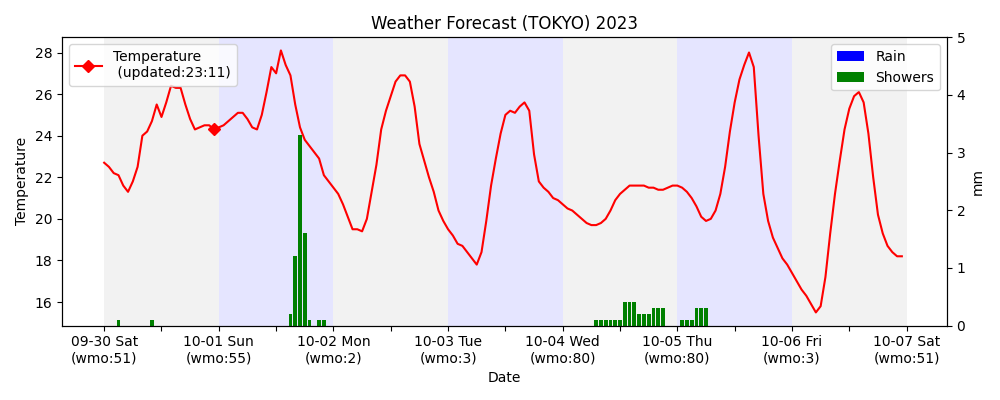 Weather Forecast (TOKYO) 2023
Temperature
(updated:23:11)
Rain
Showers
Temperature
28
26
24
22
20
18
16
5
4
3
2
1
0
mm
09-30 Sat
(wmo:51)
10-01 Sun
(wmo:55)
10-02 Mon
(wmo:2)
10-03 Tue
(wmo:3)
10-04 Wed
(wmo:80)
10-05 Thu
(wmo:80)
10-06 Fri
(wmo:3)
10-07 Sat
(wmo:51)
Date